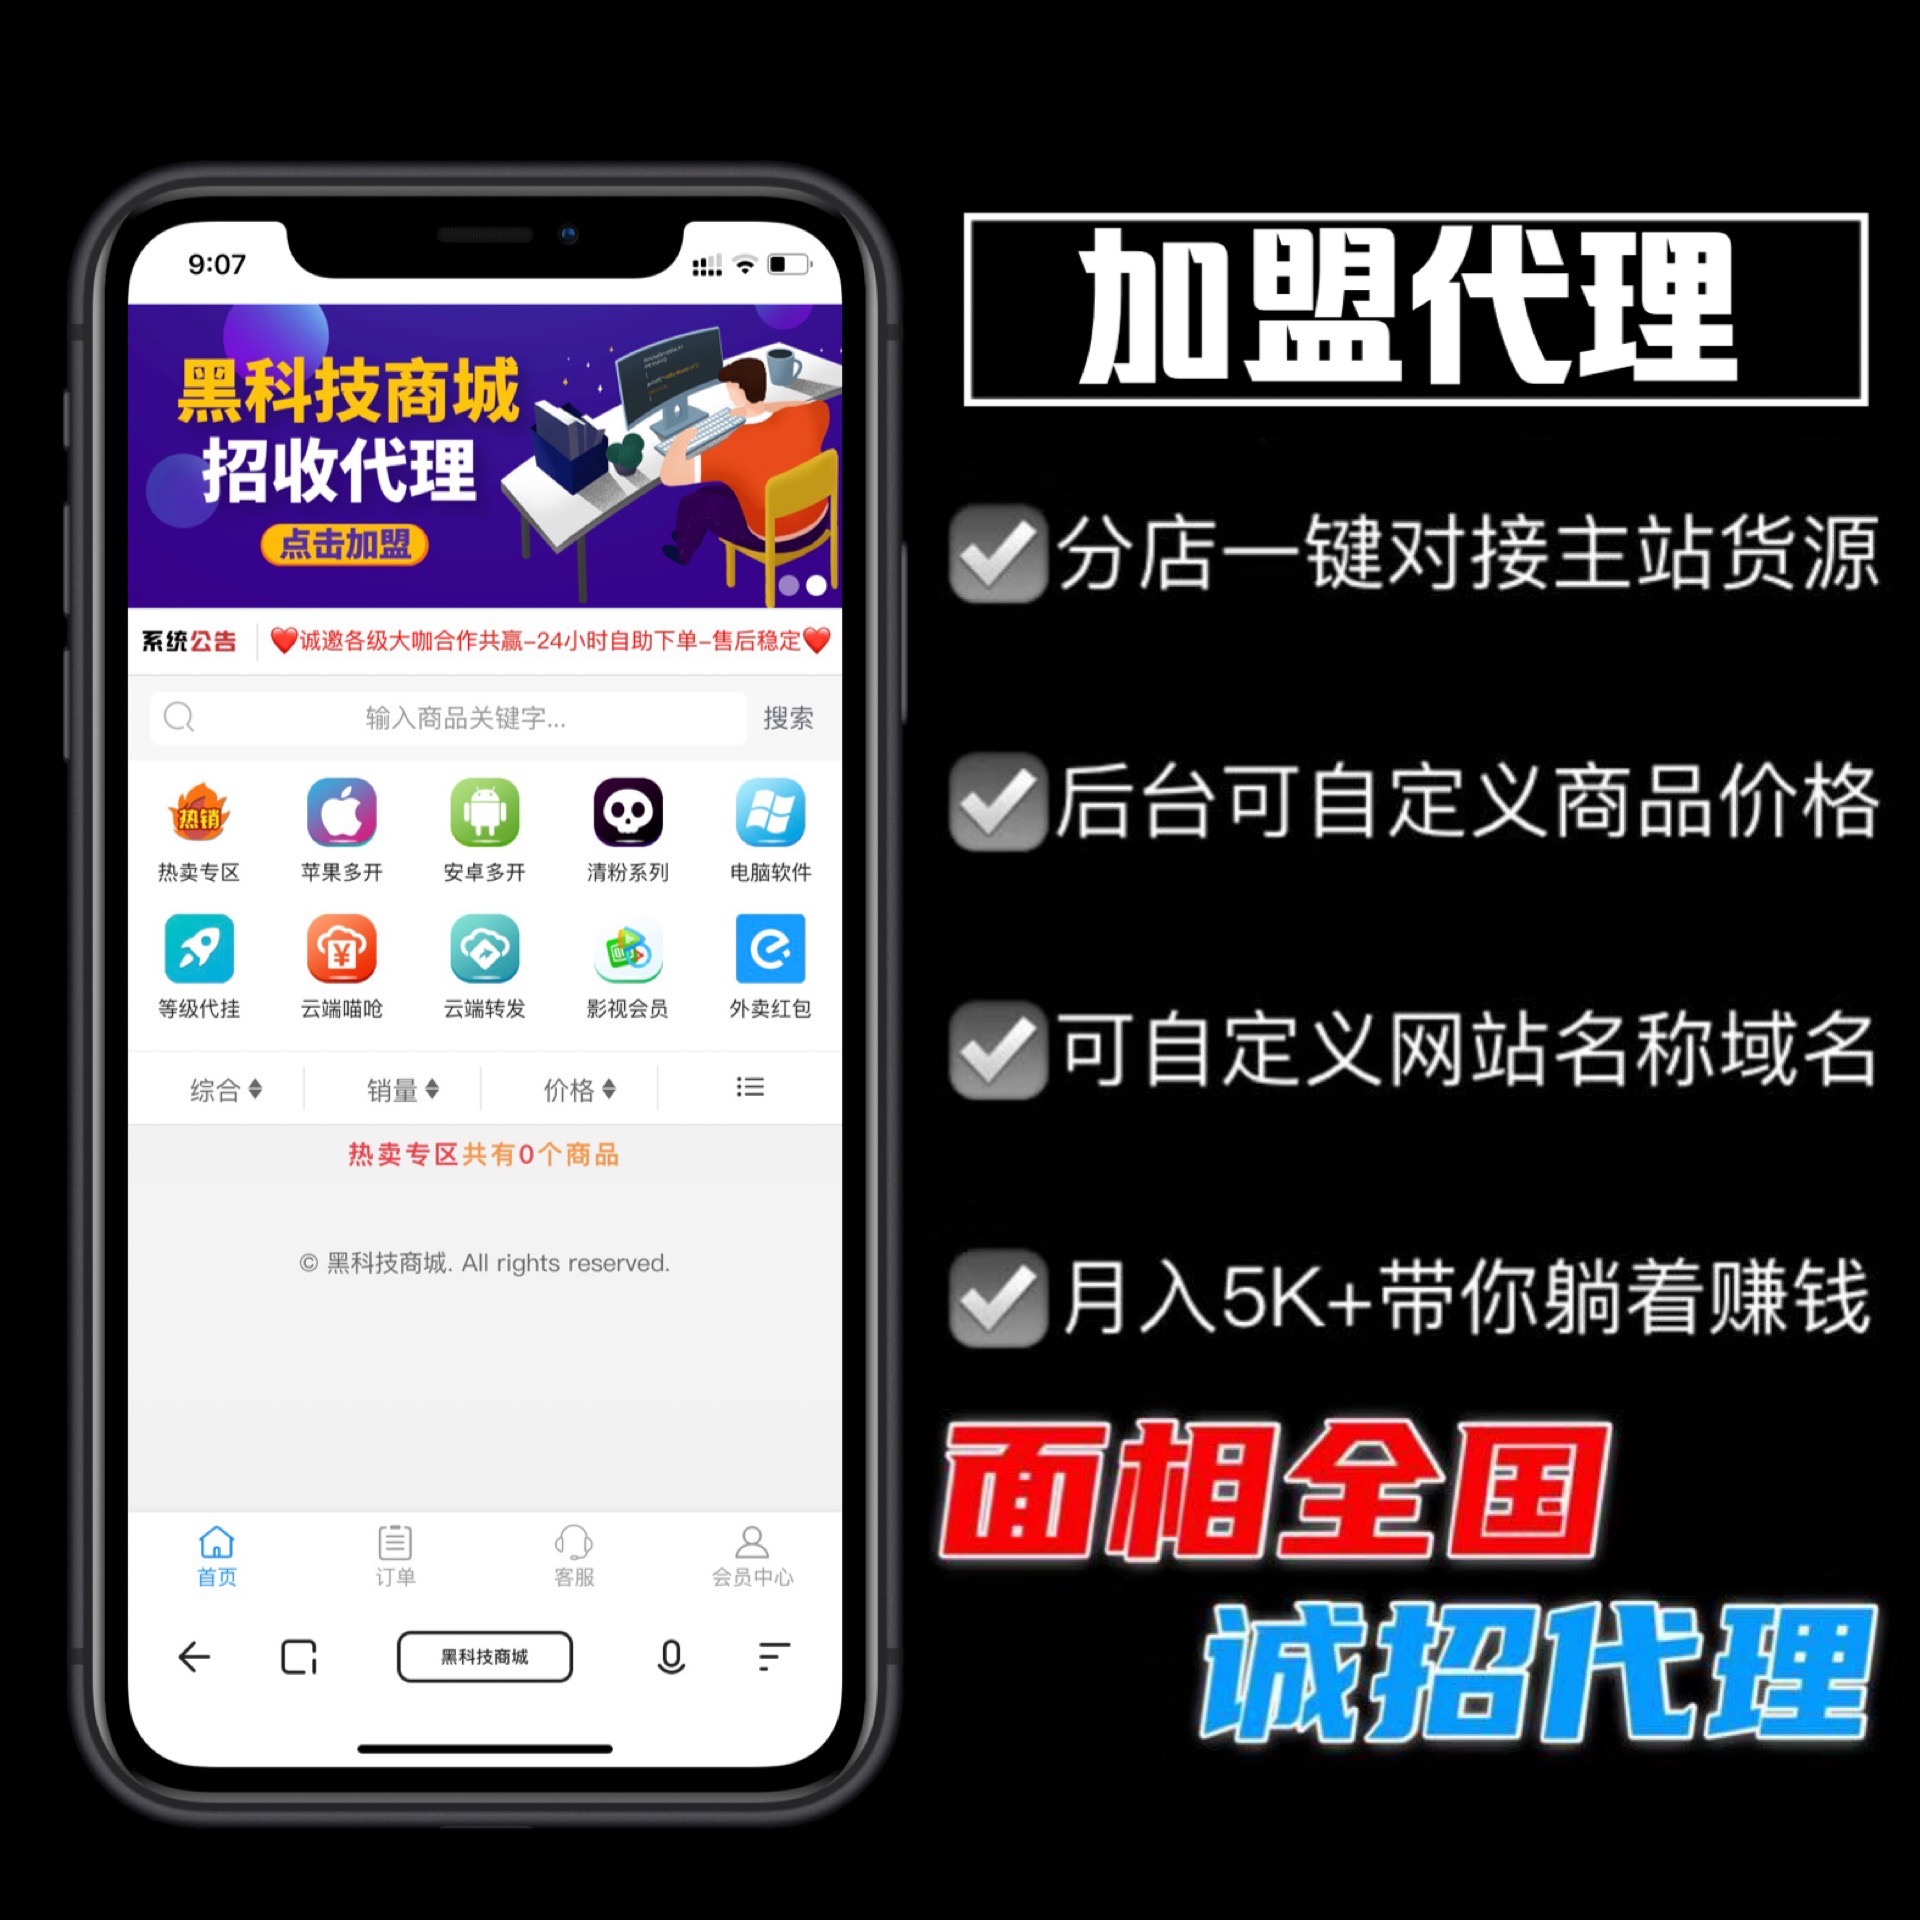 9:07
黑科技商城
招收代理
点击加盟
系统公告
❤️诚邀各级大咖合作共赢-24小时自助下单-售后稳定❤️
输入商品关键字...
搜索
热销
热卖专区
苹果多开
安卓多开
清粉系列
电脑软件
¥
等级代挂
云端喵呛
云端转发
影视会员
外卖红包
综合
销量
价格
热卖专区共有0个商品
© 黑科技商城. All rights reserved.
首页
订单
客服
会员中心
黑科技商城
加盟代理
分店一键对接主站货源
后台可自定义商品价格
可自定义网站名称域名
月入5K+带你躺着赚钱
面相全国
诚招代理